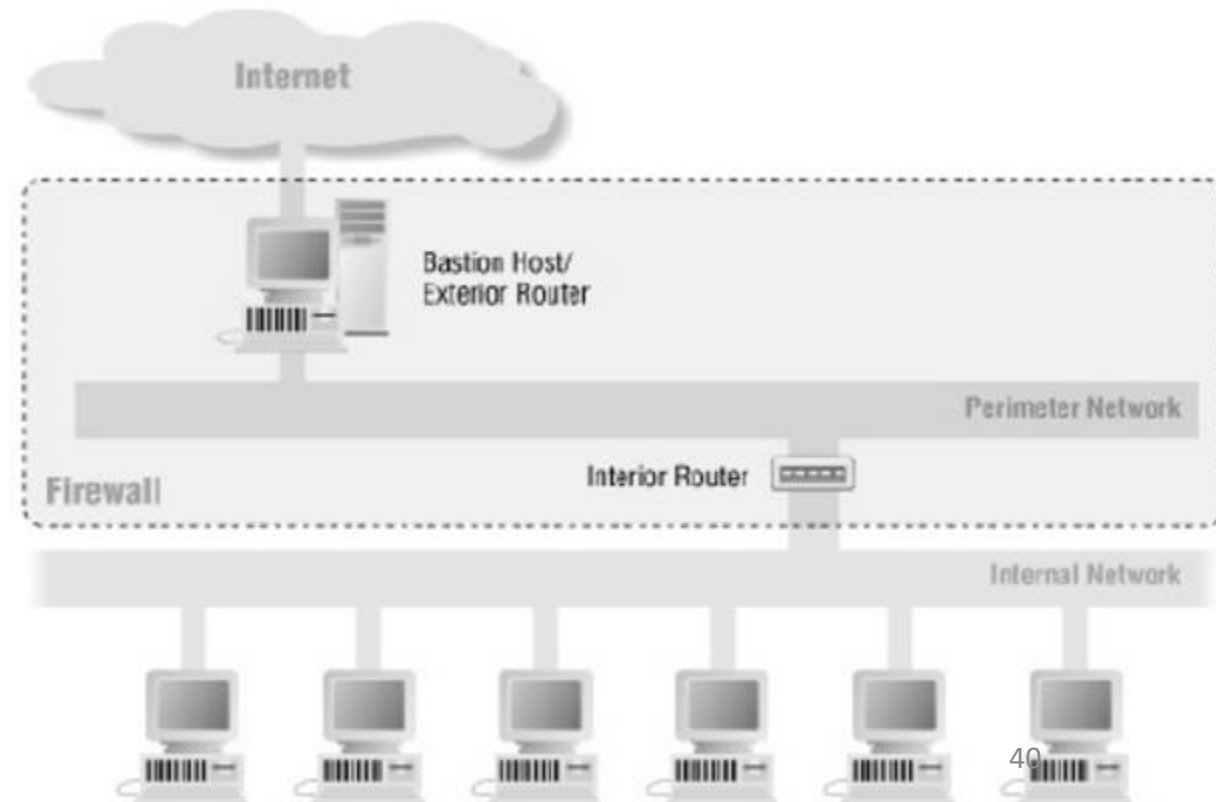 Internet
Bastion Host/
Exterior Router
Perimeter Network
Interior Router
Firewall
Internal Network
40